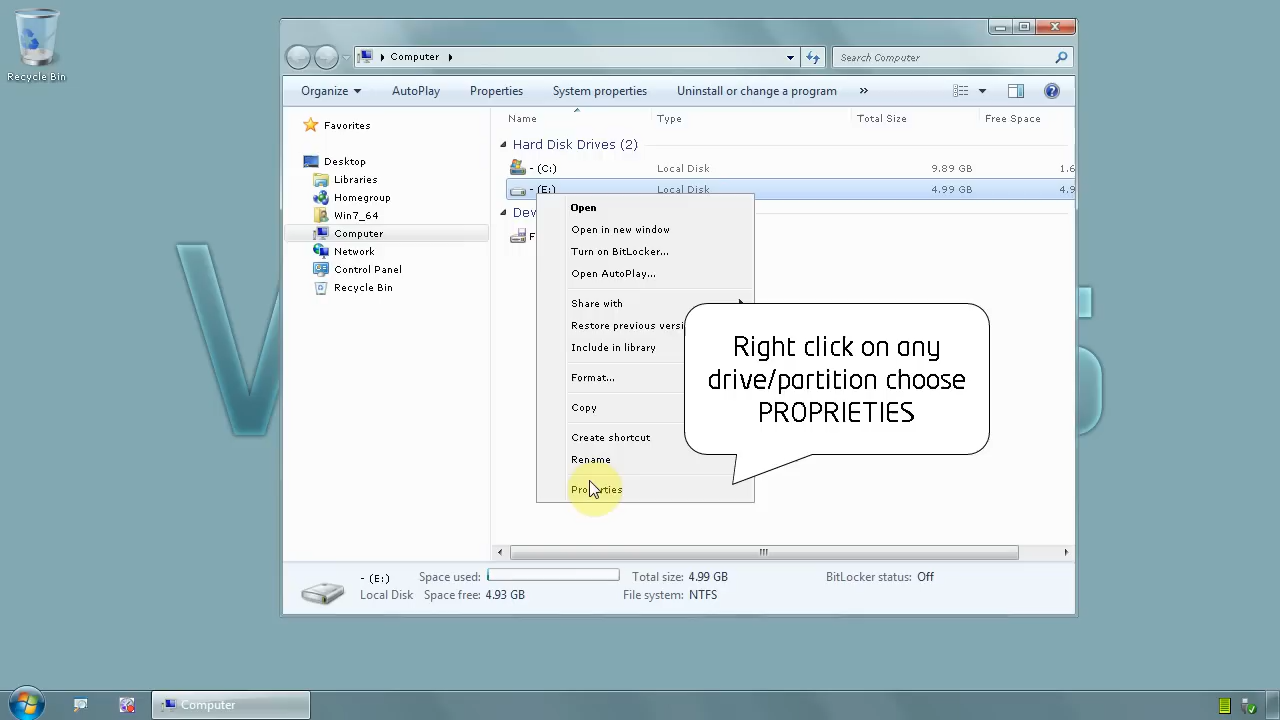 Recycle Bin
Computer
Search Computer
Organize
AutoPlay
Properties
System properties
Uninstall or change a program
»
Name
Type
Total Size
Free Space
Favorites
Desktop
Libraries
Homegroup
Win7_64
Computer
Network
Control Panel
Recycle Bin
Hard Disk Drives (2)
- (C:) Local Disk 9.89 GB 1.6
- (E:) Local Disk 4.99 GB 4.9
Dev
F
Open
Open in new window
Turn on BitLocker...
Open AutoPlay...
Share with
Restore previous versi
Include in library
Format...
Copy
Create shortcut
Rename
Properties
Right click on any
drive/partition choose
PROPRIETIES
- (E:) Space used: Total size: 4.99 GB BitLocker status: Off
Local Disk Space free: 4.93 GB File system: NTFS
Computer